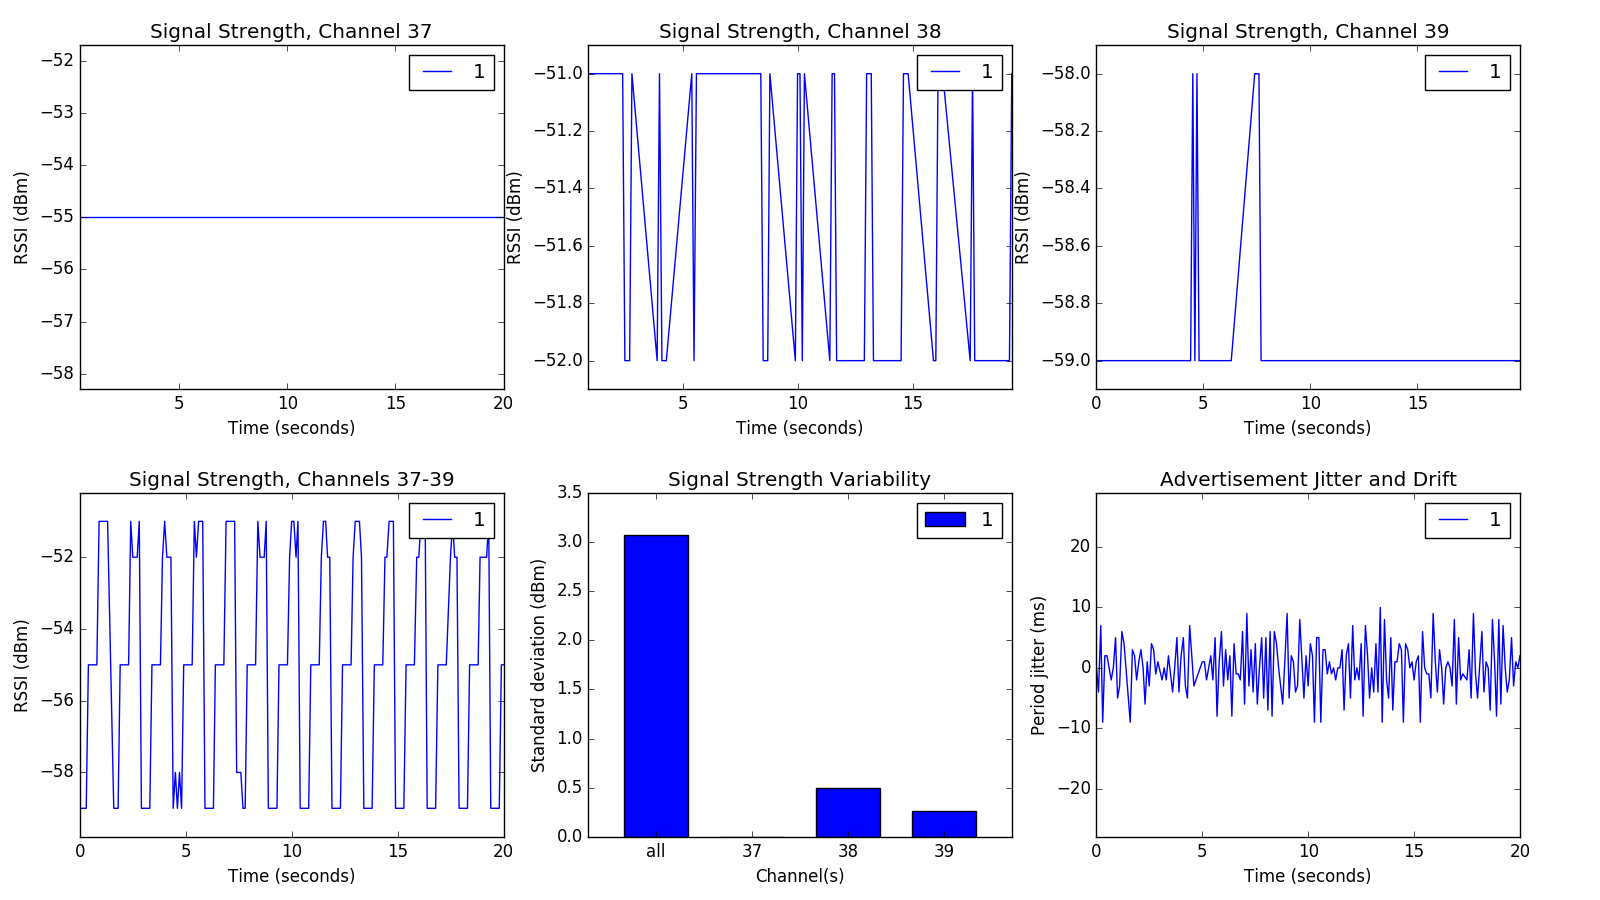 Signal Strength, Channel 37
1
−52
−53
−54
−55
−56
−57
−58
RSSI (dBm)
5 10 15 20
Time (seconds)
Signal Strength, Channel 38
1
−51.0
−51.2
−51.4
−51.6
−51.8
−52.0
RSSI (dBm)
5 10 15
Time (seconds)
Signal Strength, Channel 39
1
−58.0
−58.2
−58.4
−58.6
−58.8
−59.0
RSSI (dBm)
0 5 10 15
Time (seconds)
Signal Strength, Channels 37-39
1
−52
−54
−56
−58
RSSI (dBm)
0 5 10 15 20
Time (seconds)
Signal Strength Variability
1
3.5
3.0
2.5
2.0
1.5
1.0
0.5
0.0
Standard deviation (dBm)
all 37 38 39
Channel(s)
Advertisement Jitter and Drift
1
20
10
0
−10
−20
Period jitter (ms)
0 5 10 15 20
Time (seconds)